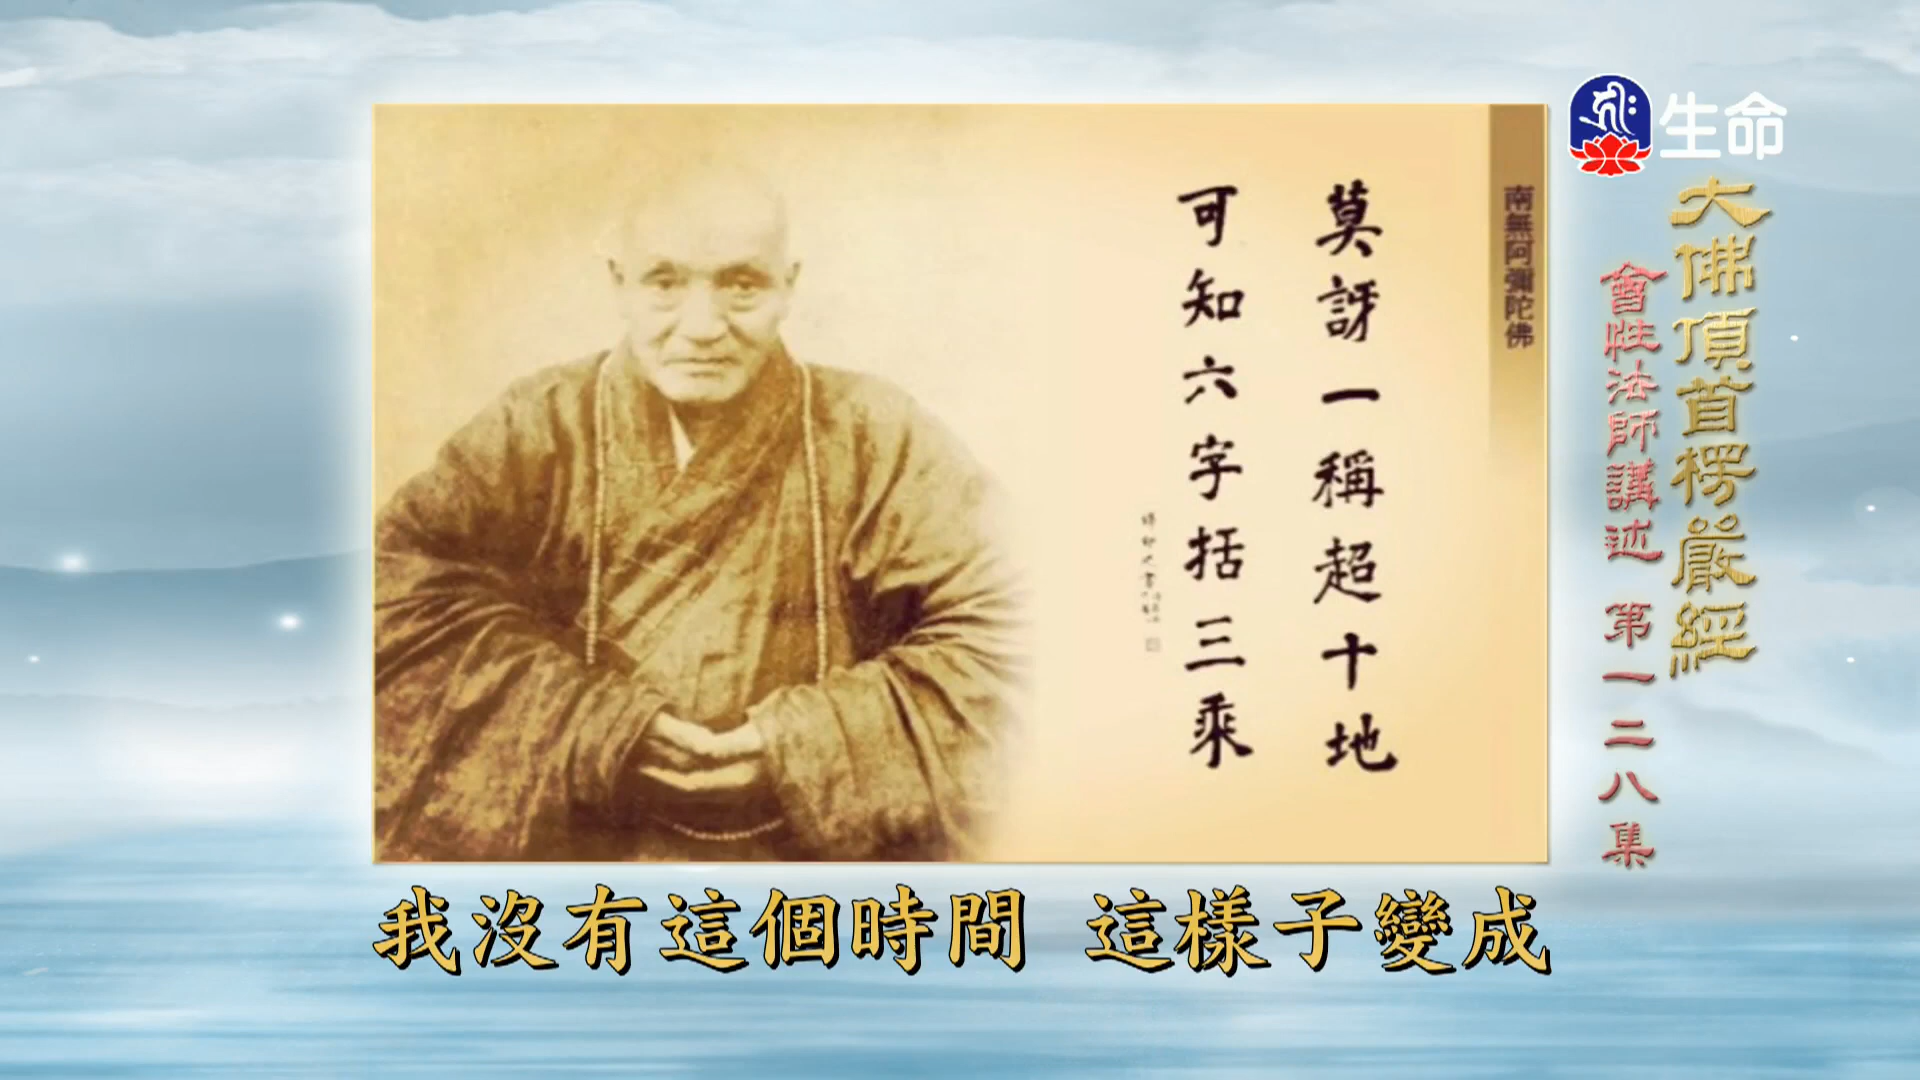 生命
大佛頂首楞嚴經
會性法師講述 第一二八集
南無阿彌陀佛
莫訝一稱超十地
可知六字括三乘
我沒有這個時間 這樣子變成